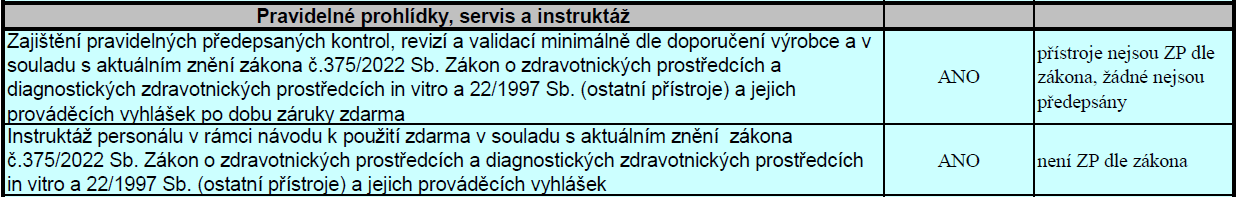 Pravidelné prohlídky, servis a instruktáž
Zajištění pravidelných předepsaných kontrol, revizí a validací minimálně dle doporučení výrobce a v
souladu s aktuálním znění zákona č.375/2022 Sb. Zákon o zdravotnických prostředcích a
diagnostických zdravotnických prostředcích in vitro a 22/1997 Sb. (ostatní přístroje) a jejich
prováděcích vyhlášek po dobu záruky zdarma
ANO
přístroje nejsou ZP dle
zákona, žádné nejsou
předepsány
Instruktáž personálu v rámci návodu k použití zdarma v souladu s aktuálním znění  zákona
č.375/2022 Sb. Zákon o zdravotnických prostředcích a diagnostických zdravotnických prostředcích
in vitro a 22/1997 Sb. (ostatní přístroje) a jejich prováděcích vyhlášek
ANO
není ZP dle zákona